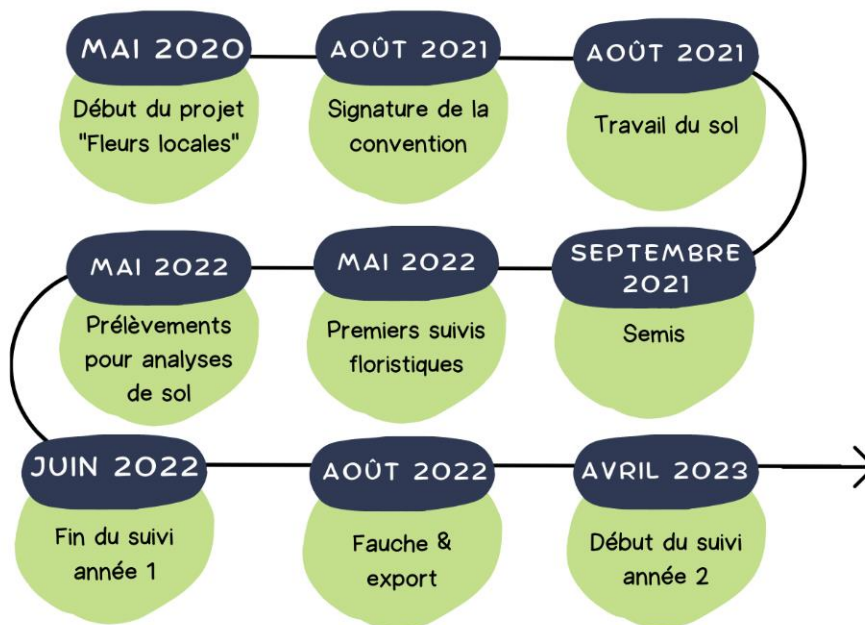 MAI 2020
Début du projet
"Fleurs locales"
AOÛT 2021
Signature de la
convention
AOÛT 2021
Travail du sol
SEPTEMBRE
2021
Semis
MAI 2022
Premiers suivis
floristiques
MAI 2022
Prélèvements
pour analyses
de sol
JUIN 2022
Fin du suivi
année 1
AOÛT 2022
Fauche &
export
AVRIL 2023
Début du suivi
année 2